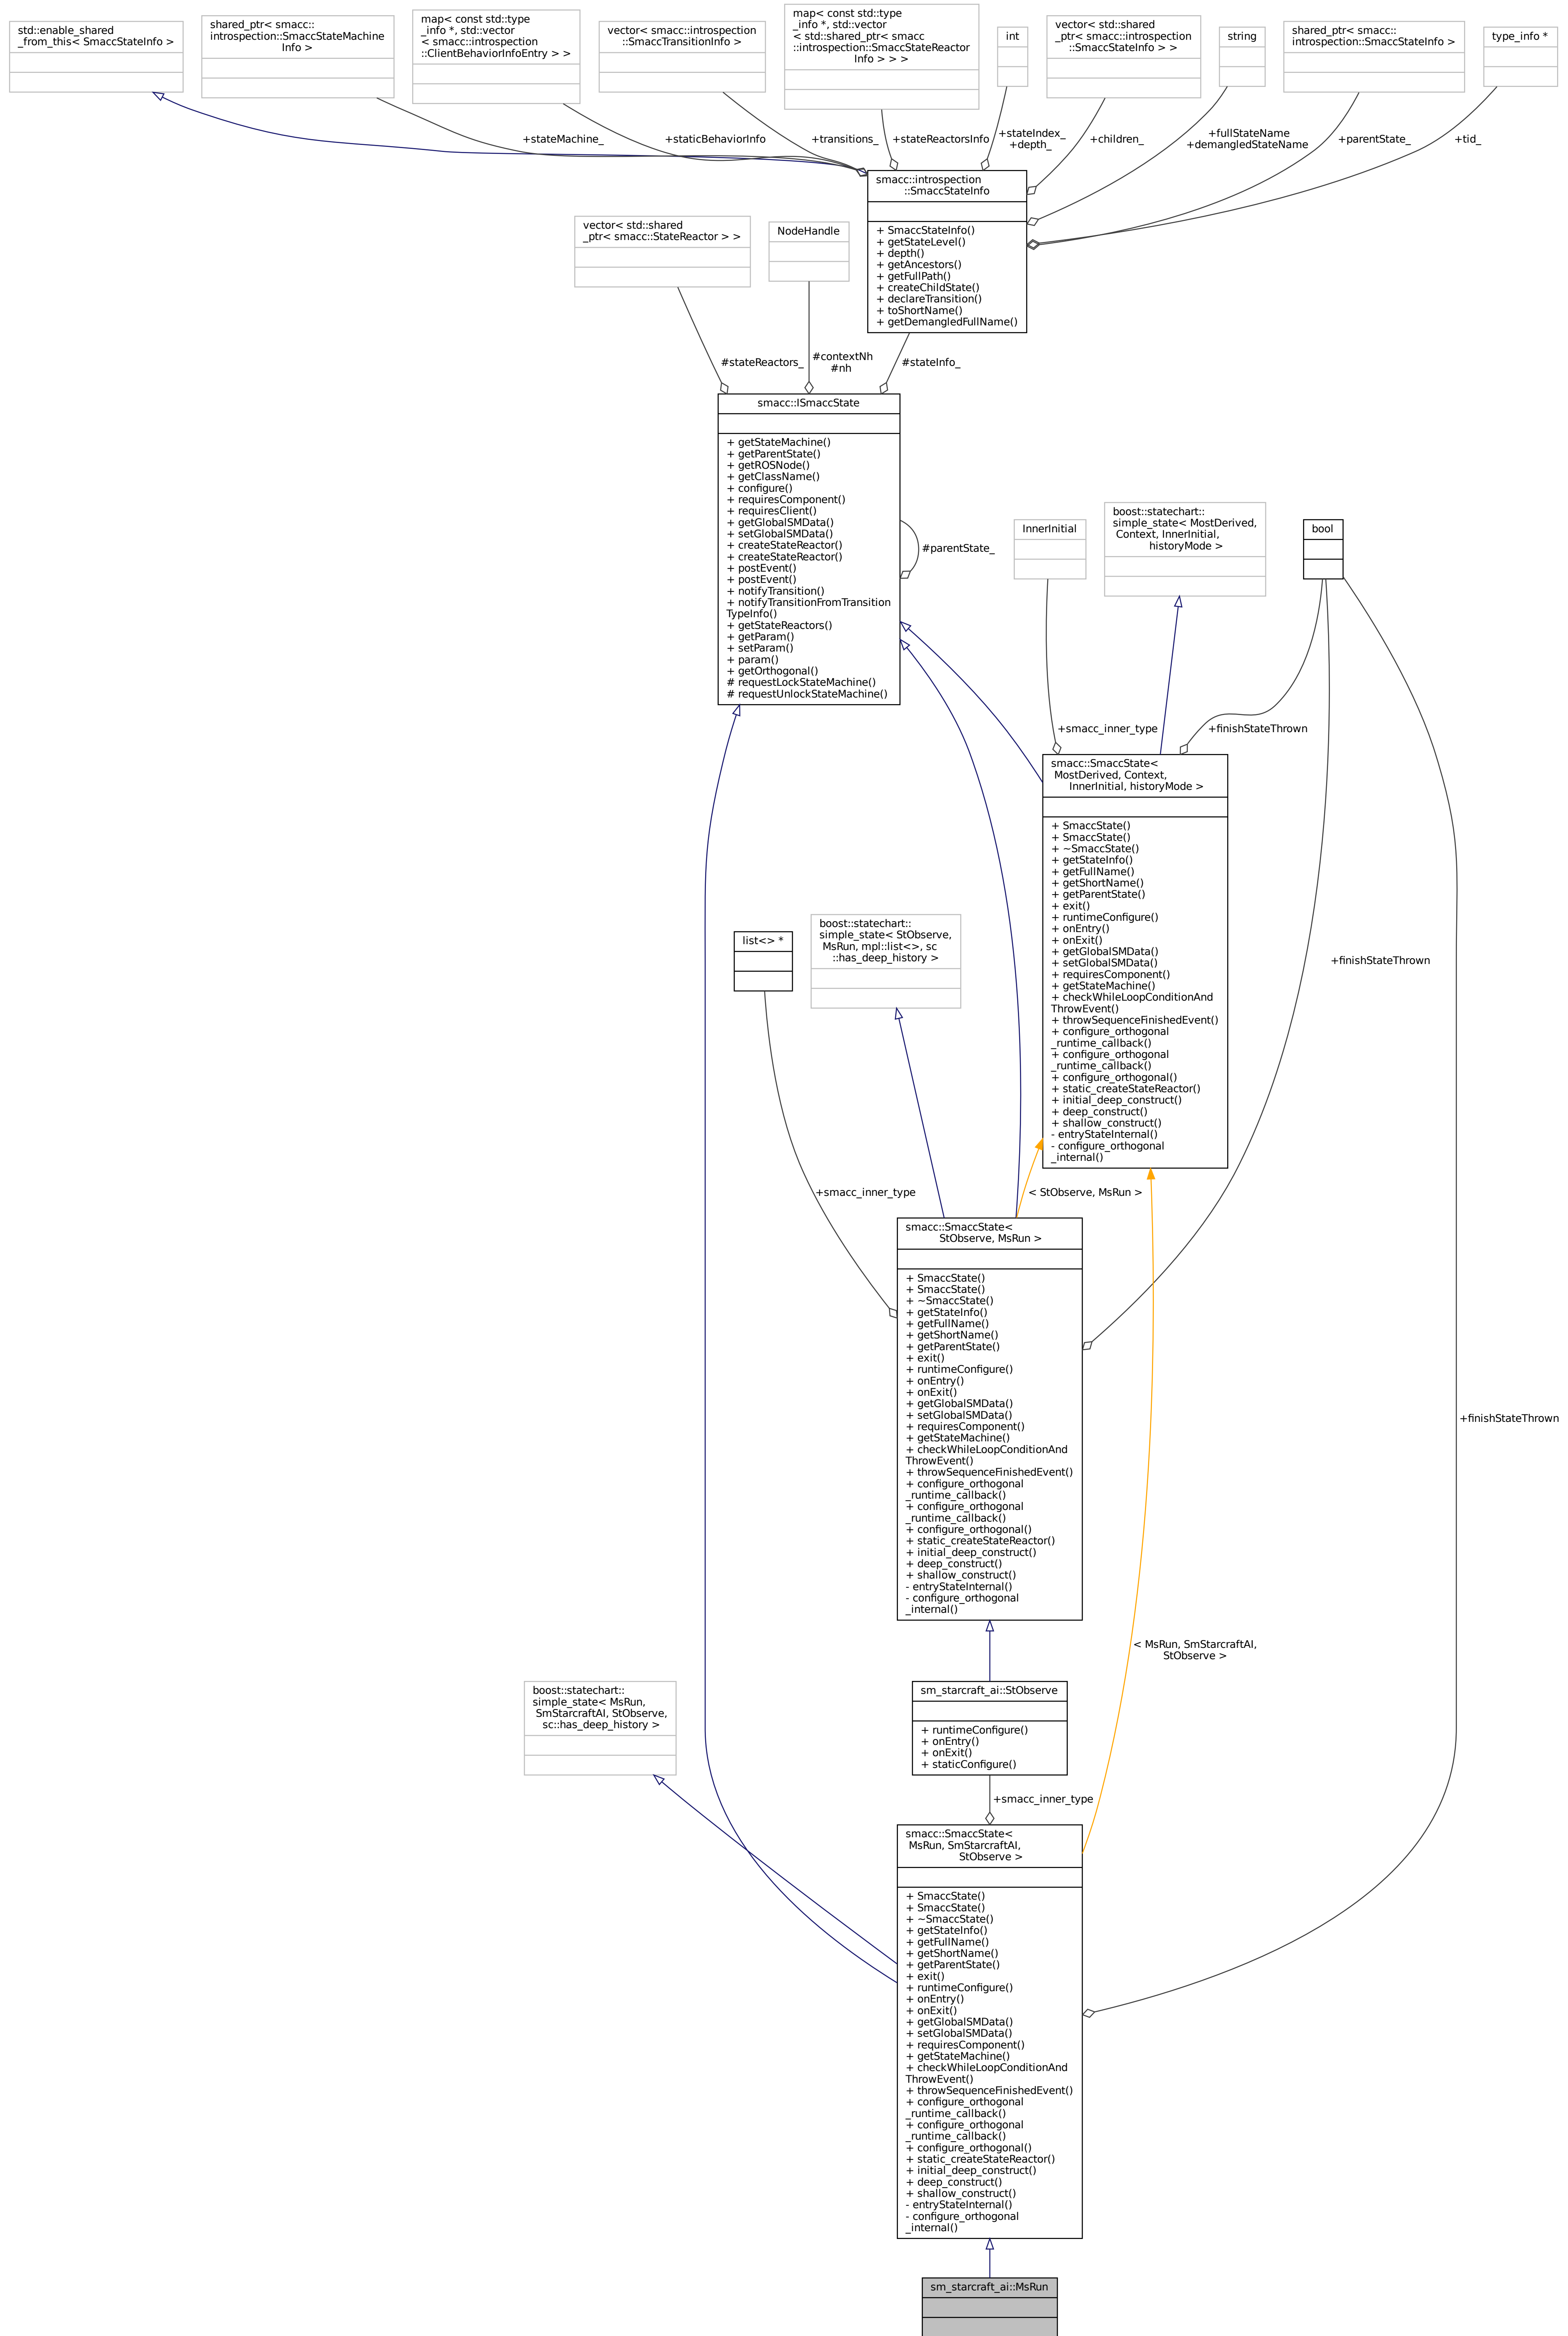 std::enable_shared
_from_this< SmaccStateInfo >
shared_ptr< smacc::
introspection::SmaccStateMachine
Info >
map< const std::type
_info *, std::vector
< smacc::introspection
::ClientBehaviorInfoEntry > >
vector< smacc::introspection
::SmaccTransitionInfo >
map< const std::type
_info *, std::vector
< std::shared_ptr< smacc
::introspection::SmaccStateReactor
Info > > >
int
vector< std::shared
_ptr< smacc::introspection
::SmaccStateInfo > >
string
shared_ptr< smacc::
introspection::SmaccStateInfo >
type_info *
+stateMachine_
+staticBehaviorInfo
+transitions_
+stateReactorsInfo
+stateIndex_
+depth_
+children_
+fullStateName
+demangledStateName
+parentState_
+tid_
smacc::introspection
::SmaccStateInfo
+ SmaccStateInfo()
+ getStateLevel()
+ depth()
+ getAncestors()
+ getFullPath()
+ createChildState()
+ declareTransition()
+ toShortName()
+ getDemangledFullName()
vector< std::shared
_ptr< smacc::StateReactor > >
NodeHandle
#stateReactors_
#contextNh
#nh
#stateInfo_
smacc::ISmaccState
+ getStateMachine()
+ getParentState()
+ getROSNode()
+ getClassName()
+ configure()
+ requiresComponent()
+ requiresClient()
+ getGlobalSMData()
+ setGlobalSMData()
+ createStateReactor()
+ createStateReactor()
+ postEvent()
+ postEvent()
+ notifyTransition()
+ notifyTransitionFromTransition
TypeInfo()
+ getStateReactors()
+ getParam()
+ setParam()
+ param()
+ getOrthogonal()
# requestLockStateMachine()
# requestUnlockStateMachine()
#parentState_
InnerInitial
boost::statechart::
simple_state< MostDerived,
Context, InnerInitial,
historyMode >
bool
+smacc_inner_type
+finishStateThrown
smacc::SmaccState<
MostDerived, Context,
InnerInitial, historyMode >
+ SmaccState()
+ SmaccState()
+ ~SmaccState()
+ getStateInfo()
+ getFullName()
+ getShortName()
+ getParentState()
+ exit()
+ runtimeConfigure()
+ onEntry()
+ onExit()
+ getGlobalSMData()
+ setGlobalSMData()
+ requiresComponent()
+ getStateMachine()
+ checkWhileLoopConditionAnd
ThrowEvent()
+ throwSequenceFinishedEvent()
+ configure_orthogonal
_runtime_callback()
+ configure_orthogonal
_runtime_callback()
+ configure_orthogonal()
+ static_createStateReactor()
+ initial_deep_construct()
+ deep_construct()
+ shallow_construct()
- entryStateInternal()
- configure_orthogonal
_internal()
list<> *
boost::statechart::
simple_state< StObserve,
MsRun, mpl::list<>, sc
::has_deep_history >
+finishStateThrown
+smacc_inner_type
< StObserve, MsRun >
smacc::SmaccState<
StObserve, MsRun >
+ SmaccState()
+ SmaccState()
+ ~SmaccState()
+ getStateInfo()
+ getFullName()
+ getShortName()
+ getParentState()
+ exit()
+ runtimeConfigure()
+ onEntry()
+ onExit()
+ getGlobalSMData()
+ setGlobalSMData()
+ requiresComponent()
+ getStateMachine()
+ checkWhileLoopConditionAnd
ThrowEvent()
+ throwSequenceFinishedEvent()
+ configure_orthogonal
_runtime_callback()
+ configure_orthogonal
_runtime_callback()
+ configure_orthogonal()
+ static_createStateReactor()
+ initial_deep_construct()
+ deep_construct()
+ shallow_construct()
- entryStateInternal()
- configure_orthogonal
_internal()
+finishStateThrown
< MsRun, SmStarcraftAI,
StObserve >
boost::statechart::
simple_state< MsRun,
SmStarcraftAI, StObserve,
sc::has_deep_history >
sm_starcraft_ai::StObserve
+ runtimeConfigure()
+ onEntry()
+ onExit()
+ staticConfigure()
+smacc_inner_type
smacc::SmaccState<
MsRun, SmStarcraftAI,
StObserve >
+ SmaccState()
+ SmaccState()
+ ~SmaccState()
+ getStateInfo()
+ getFullName()
+ getShortName()
+ getParentState()
+ exit()
+ runtimeConfigure()
+ onEntry()
+ onExit()
+ getGlobalSMData()
+ setGlobalSMData()
+ requiresComponent()
+ getStateMachine()
+ checkWhileLoopConditionAnd
ThrowEvent()
+ throwSequenceFinishedEvent()
+ configure_orthogonal
_runtime_callback()
+ configure_orthogonal
_runtime_callback()
+ configure_orthogonal()
+ static_createStateReactor()
+ initial_deep_construct()
+ deep_construct()
+ shallow_construct()
- entryStateInternal()
- configure_orthogonal
_internal()
sm_starcraft_ai::MsRun